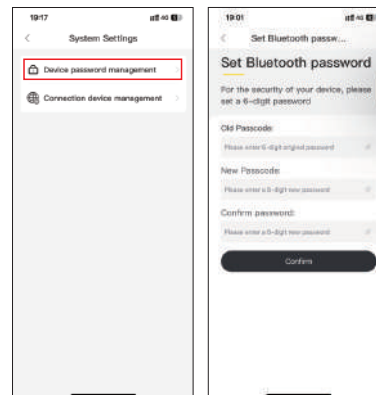 19:17
4G
System Settings
Device password management
Connection device management
19:01
4G
Set Bluetooth passw...
Set Bluetooth password
For the security of your device, please
set a 6-digit password
Old Passcode:
Please enter 6-digit original password
New Passcode:
Please enter a 6-digit new password
Confirm password:
Please enter a 6-digit new password
Confirm